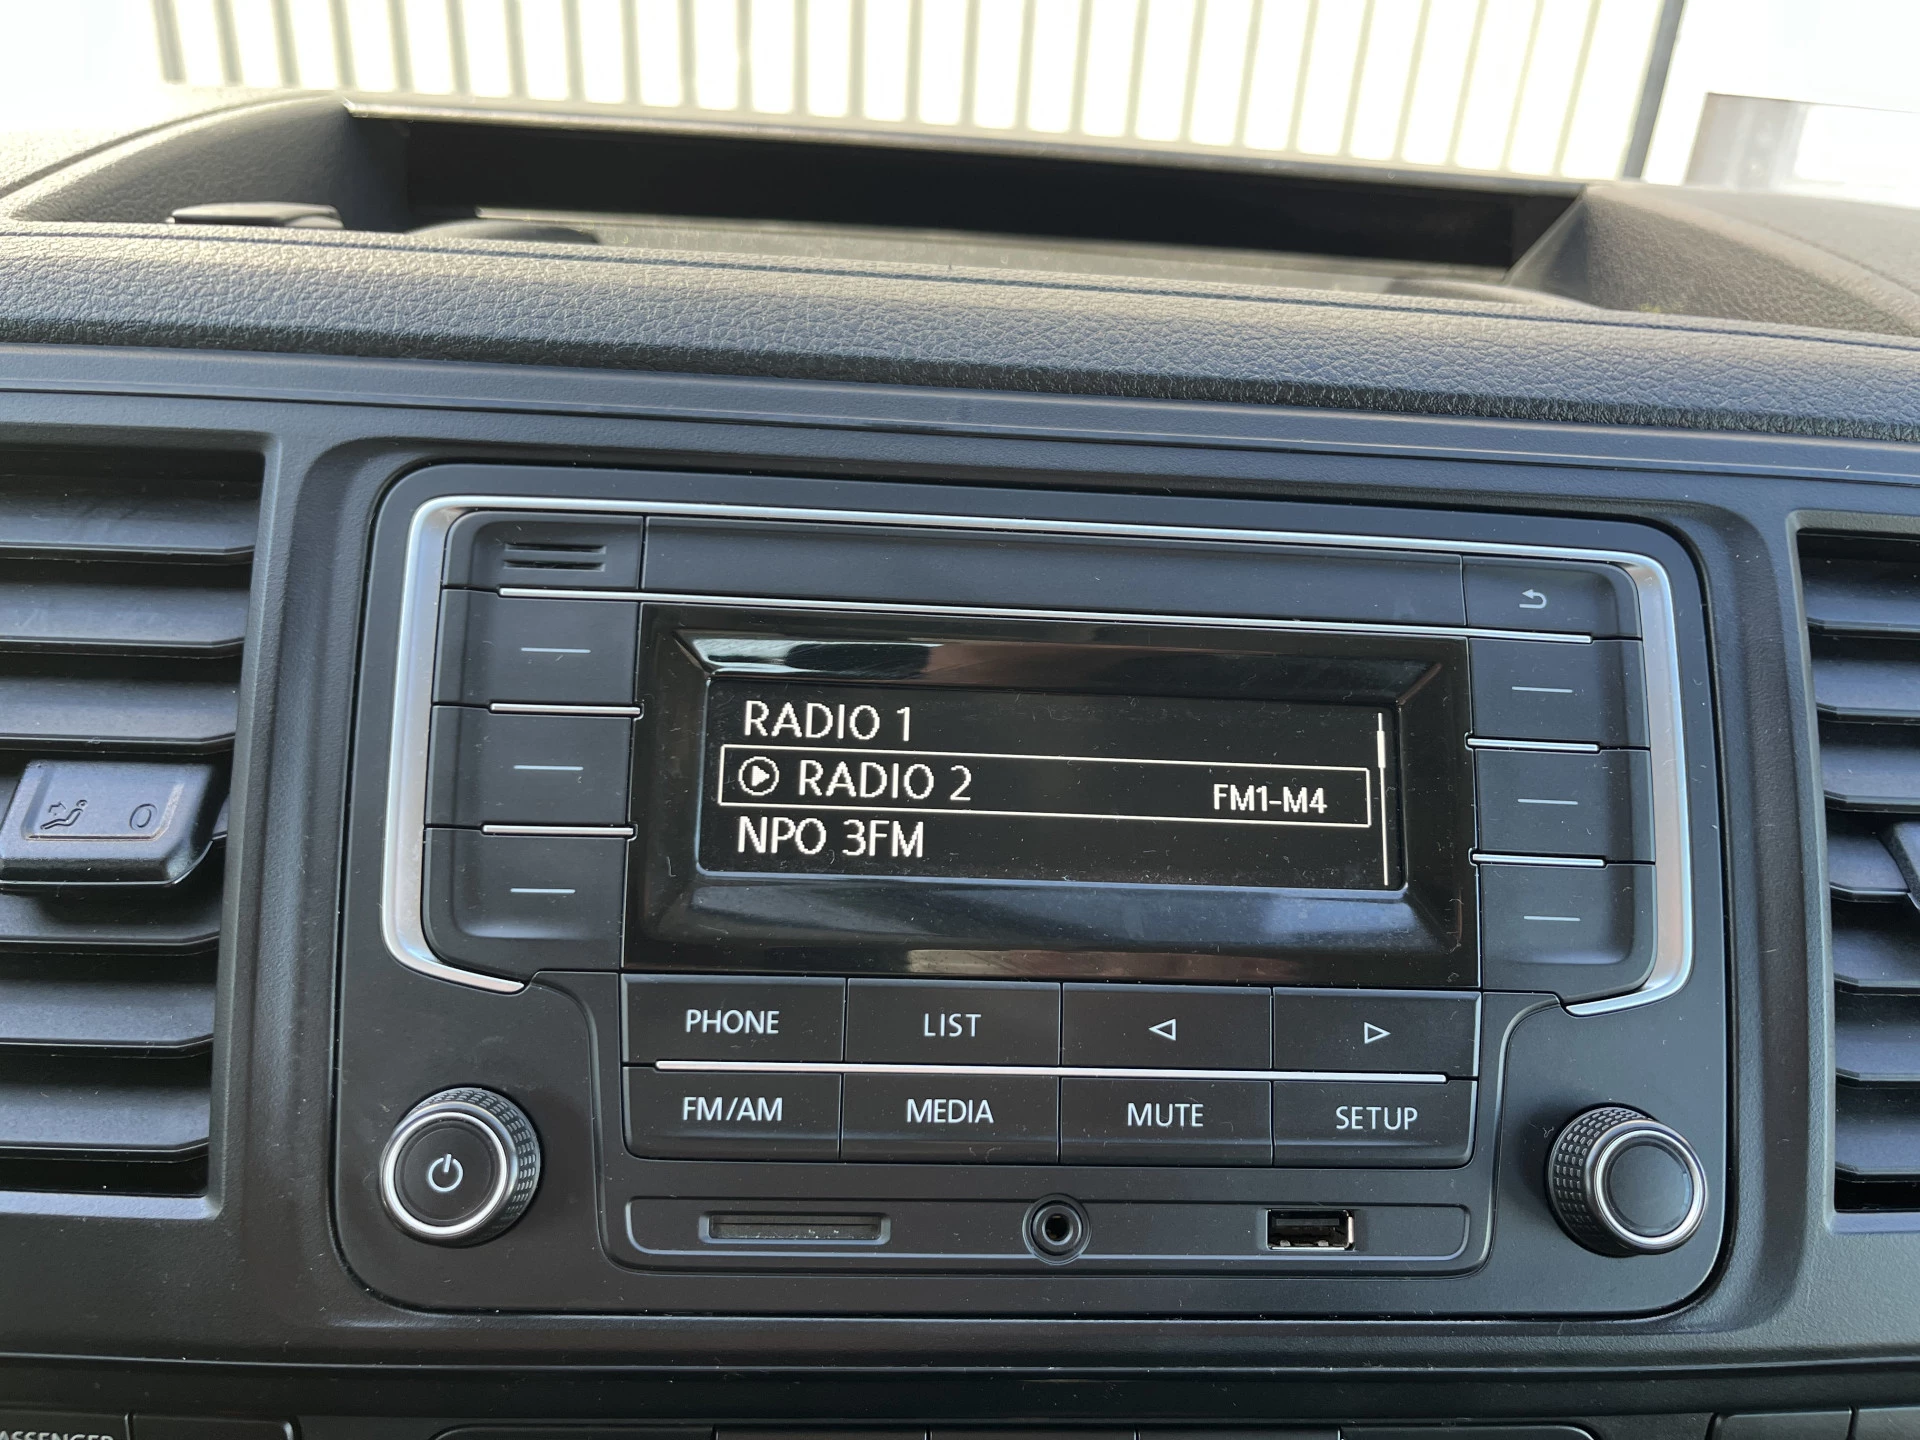 RADIO 1
RADIO 2 FM1-M4
NPO 3FM
PHONE LIST
FM/AM MEDIA MUTE SETUP